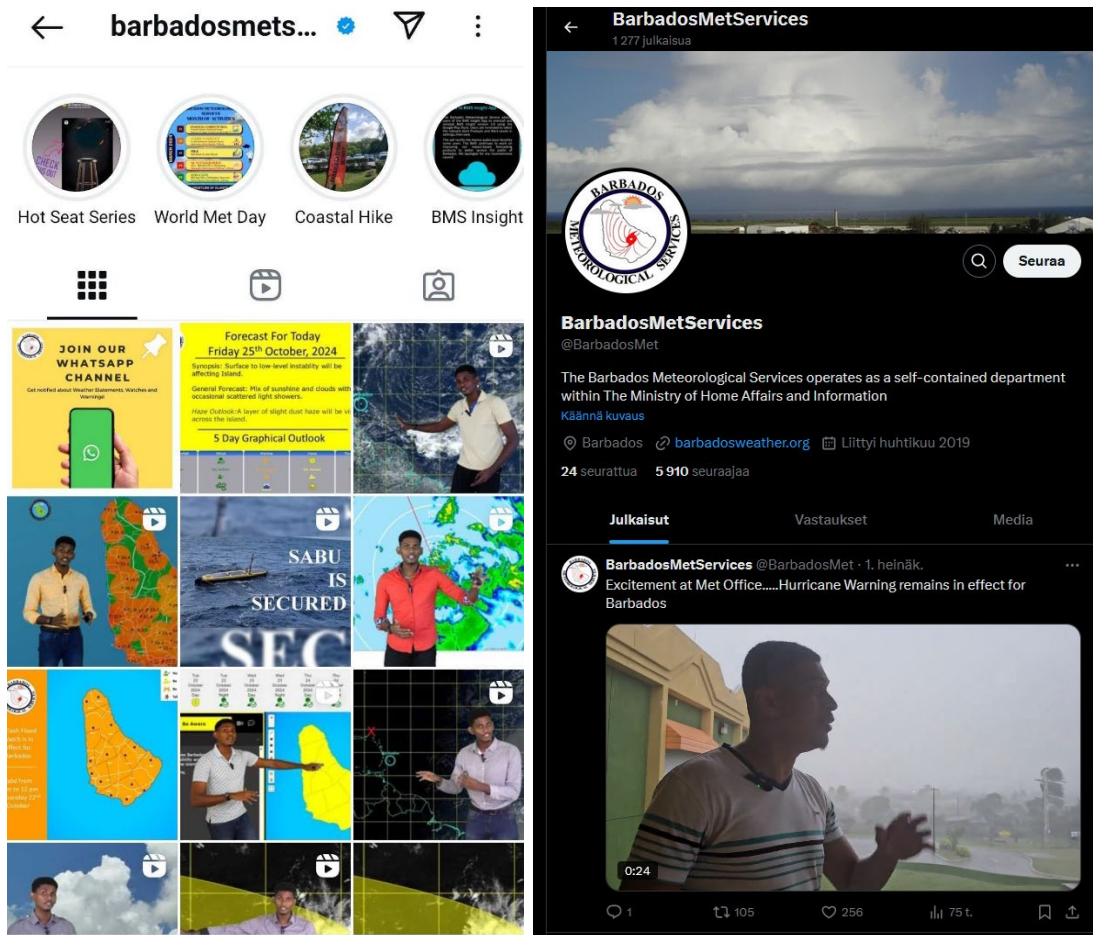 barbadosmets...
Hot Seat Series
World Met Day
Coastal Hike
BMS Insight
JOIN OUR
WHATSAPP
CHANNEL
Get notified about Weather Statements, Watches and
Warnings!
Forecast For Today
Friday 25th October, 2024
Synopsis: Surface to low-level instability will be
affecting Island.
General Forecast: Mix of sunshine and clouds with
occasional scattered light showers.
Haze Outlook: A layer of slight dust haze will be vi
across the island.
5 Day Graphical Outlook
SABU
IS
SECURED
SEC
Be Aware
BarbadosMetServices
1 277 julkaisua
BARBADOS
METEOROLOGICAL SERVICES
Seuraa
BarbadosMetServices
@BarbadosMet
The Barbados Meteorological Services operates as a self-contained department
within The Ministry of Home Affairs and Information
Käännä kuvaus
Barbados barbadosweather.org Liittyi huhtikuu 2019
24 seurattua 5 910 seuraajaa
Julkaisut Vastaukset Media
BarbadosMetServices @BarbadosMet · 1. heinäk.
Excitement at Met Office.....Hurricane Warning remains in effect for
Barbados
0:24
1 105 256 75 t.